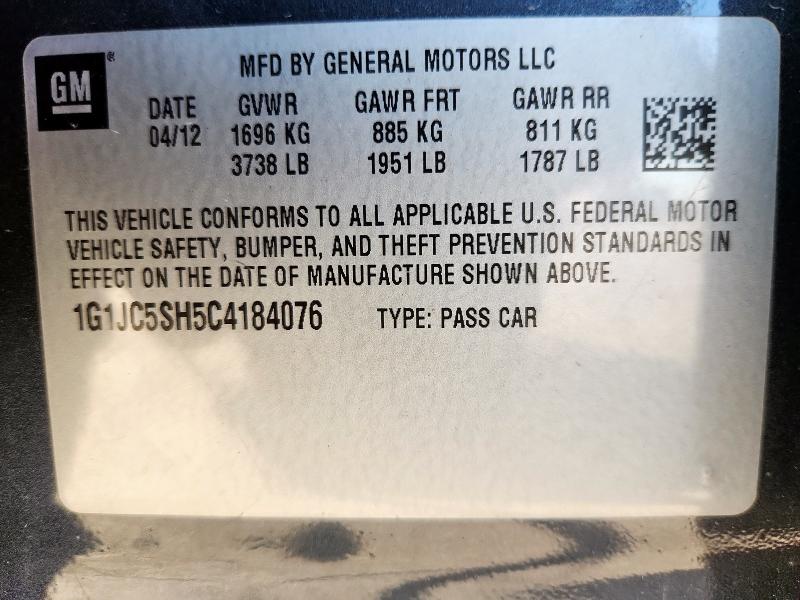 GM®
MFD BY GENERAL MOTORS LLC
DATE GVWR GAWR FRT GAWR RR
04/12 1696 KG 885 KG 811 KG
3738 LB 1951 LB 1787 LB
THIS VEHICLE CONFORMS TO ALL APPLICABLE U.S. FEDERAL MOTOR
VEHICLE SAFETY, BUMPER, AND THEFT PREVENTION STANDARDS IN
EFFECT ON THE DATE OF MANUFACTURE SHOWN ABOVE.
1G1JC5SH5C4184076 TYPE: PASS CAR